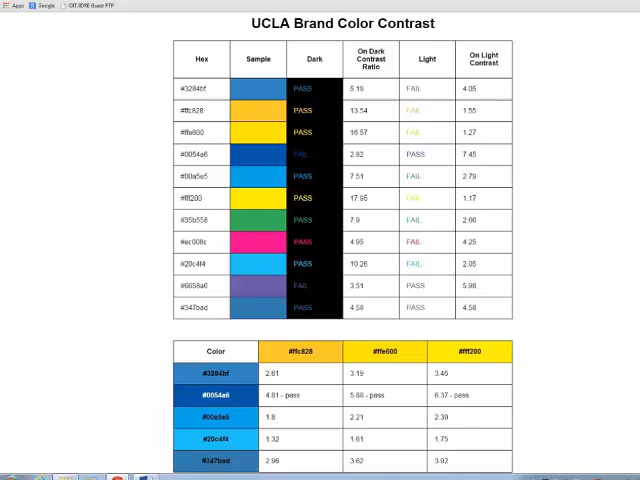 Apps Google OIT/IDRE Guest FTP
UCLA Brand Color Contrast
Hex Sample Dark On Dark Contrast Ratio Light On Light Contrast
#3284bf PASS 5.19 FAIL 4.05
#ffc828 PASS 13.54 FAIL 1.55
#ffe600 PASS 16.57 FAIL 1.27
#0054a6 FAIL 2.82 PASS 7.45
#00a5e5 PASS 7.51 FAIL 2.79
#fff200 PASS 17.95 FAIL 1.17
#35b558 PASS 7.9 FAIL 2.66
#ec008c PASS 4.95 FAIL 4.25
#20c4f4 PASS 10.26 FAIL 2.05
#6658a6 FAIL 3.51 PASS 5.98
#347bad PASS 4.58 PASS 4.58
Color #ffc828 #ffe600 #fff200
#3284bf 2.61 3.19 3.46
#0054a6 4.81 - pass 5.88 - pass 6.37 - pass
#00a5e5 1.8 2.21 2.39
#20c4f4 1.32 1.61 1.75
#347bad 2.96 3.62 3.92